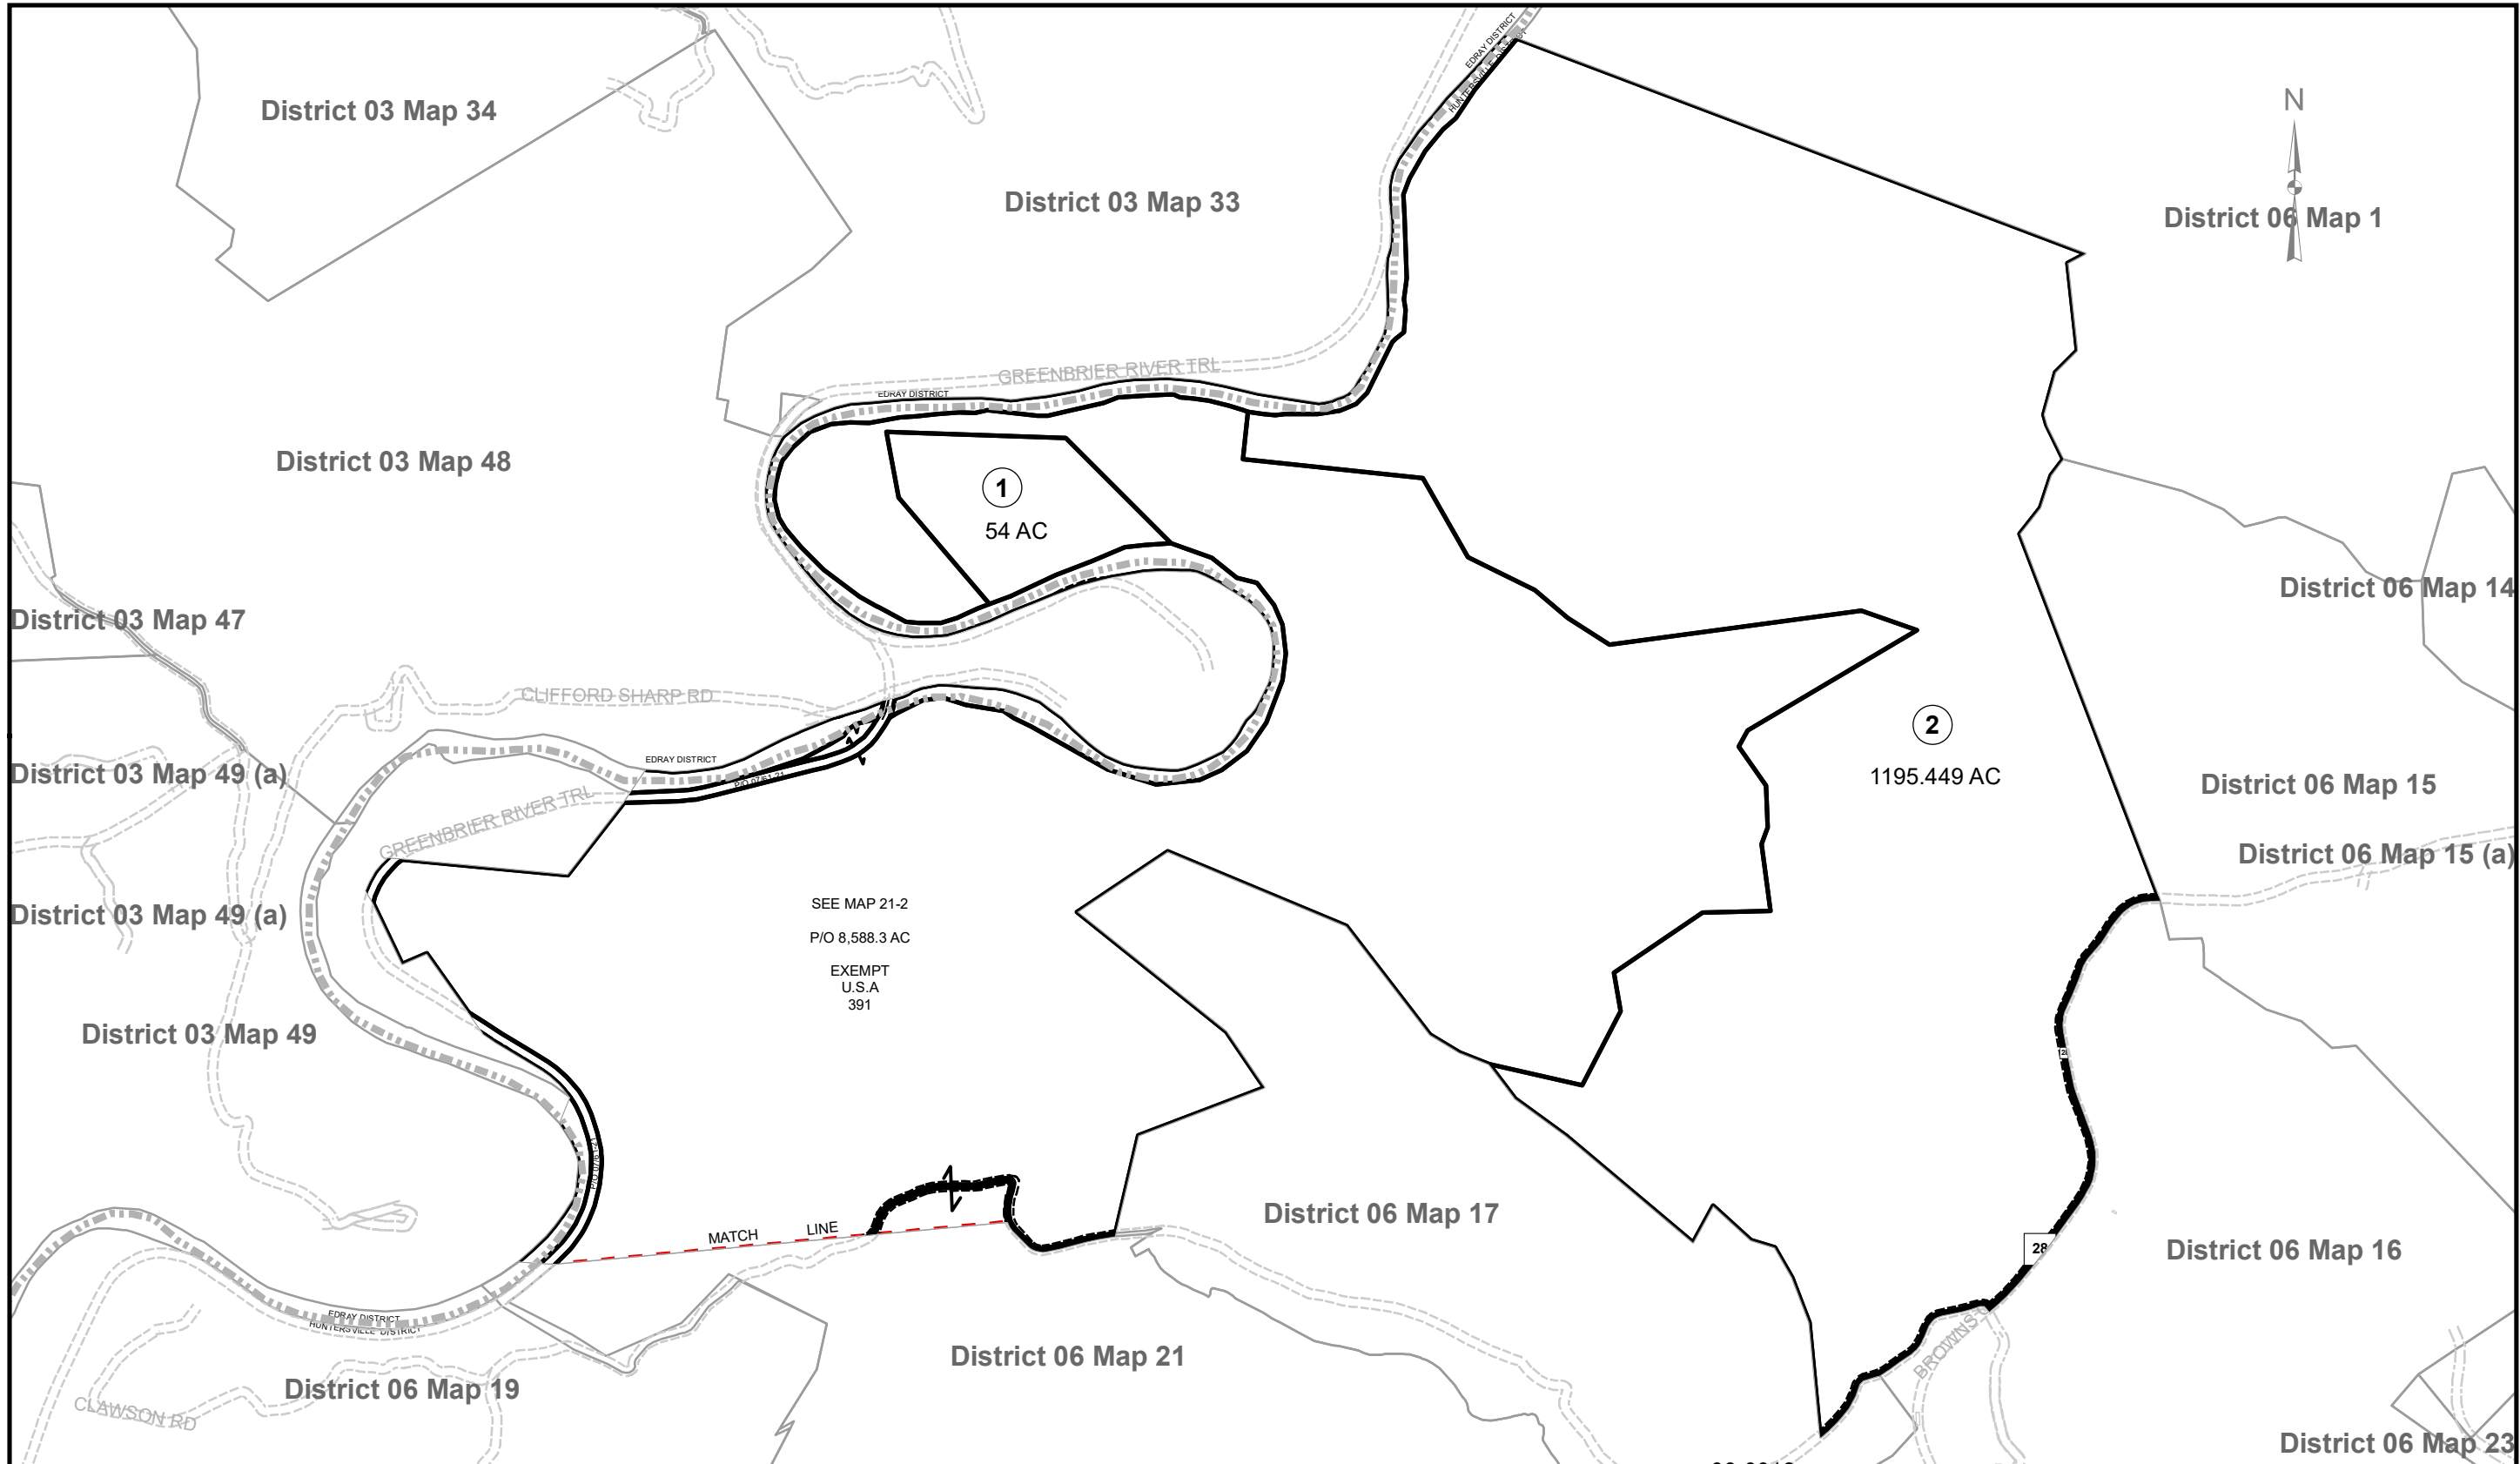 EDRAY DISTRICT
N
District 03 Map 34
District 03 Map 33
District 06 Map 1
GREENBRIER RIVER TRL
EDRAY DISTRICT
District 03 Map 48
1
54 AC
District 06 Map 14
District 03 Map 47
CLIFFORD SHARP RD
2
1195.449 AC
EDRAY DISTRICT
District 03 Map 49 (a)
District 06 Map 15
GREENBRIER RIVER TRL
District 06 Map 15 (a)
SEE MAP 21-2
P/O 8,588.3 AC
EXEMPT
U.S.A
391
District 03 Map 49 (a)
District 03 Map 49
District 06 Map 17
MATCH LINE
28
District 06 Map 16
EDRAY DISTRICT
HUNTERSVILLE DISTRICT
District 06 Map 21
District 06 Map 19
CLAWSON RD
District 06 Map 23